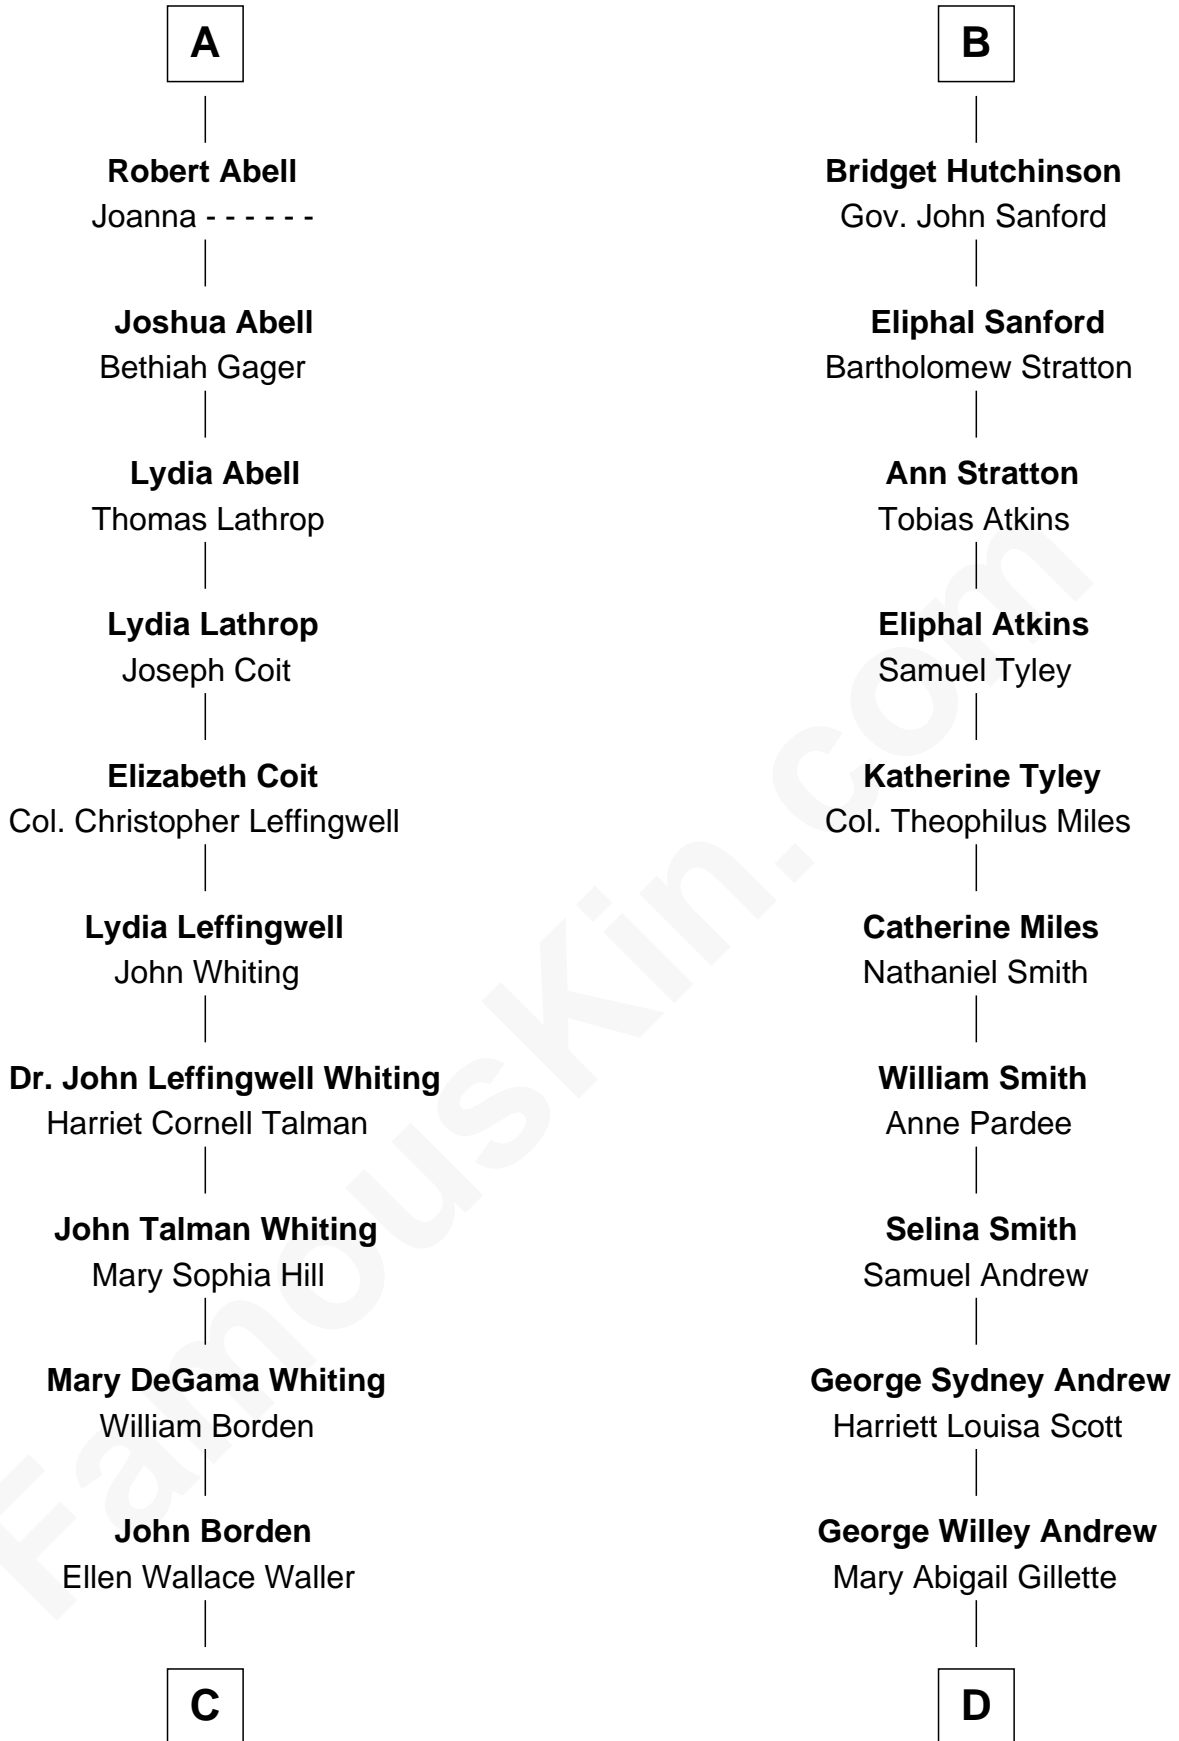 A
Robert Abell
Joanna - - - - - -
Joshua Abell
Bethiah Gager
Lydia Abell
Thomas Lathrop
Lydia Lathrop
Joseph Coit
Elizabeth Coit
Col. Christopher Leffingwell
Lydia Leffingwell
John Whiting
Dr. John Leffingwell Whiting
Harriet Cornell Talman
John Talman Whiting
Mary Sophia Hill
Mary DeGama Whiting
William Borden
John Borden
Ellen Wallace Waller
C
B
Bridget Hutchinson
Gov. John Sanford
Eliphal Sanford
Bartholomew Stratton
Ann Stratton
Tobias Atkins
Eliphal Atkins
Samuel Tyley
Katherine Tyley
Col. Theophilus Miles
Catherine Miles
Nathaniel Smith
William Smith
Anne Pardee
Selina Smith
Samuel Andrew
George Sydney Andrew
Harriett Louisa Scott
George Willey Andrew
Mary Abigail Gillette
D
FamousKin.com